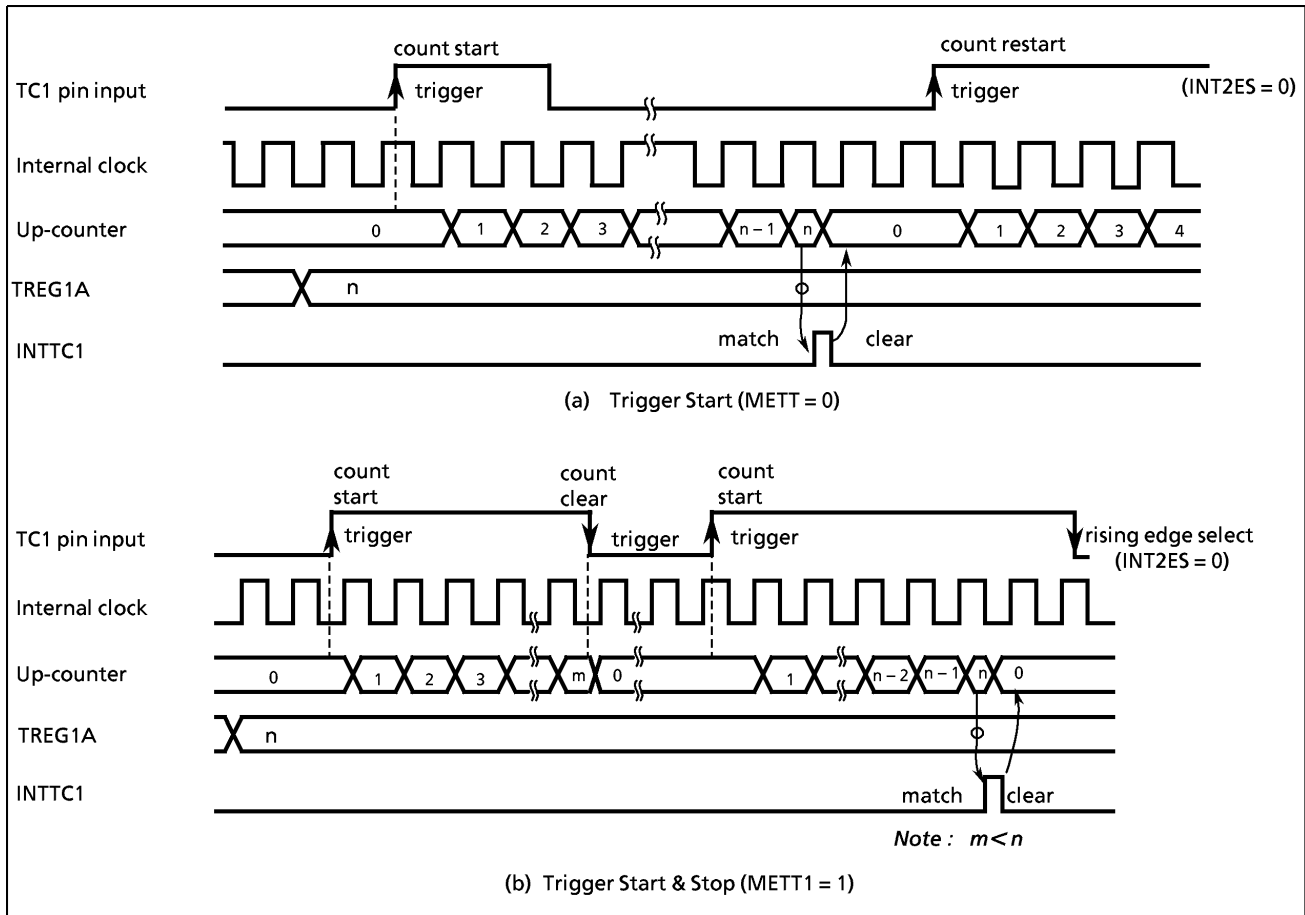 count start
count restart
TC1 pin input
trigger
trigger
(INT2ES = 0)
Internal clock
Up-counter
0
1
2
3
n – 1
n
0
1
2
3
4
TREG1A
n
INTTC1
match
clear
(a) Trigger Start (METT = 0)
count start
count clear
count start
TC1 pin input
trigger
trigger
trigger
rising edge select
(INT2ES = 0)
Internal clock
Up-counter
0
1
2
3
m
0
1
n – 2
n – 1
n
0
TREG1A
n
INTTC1
match
clear
Note : m < n
(b) Trigger Start & Stop (METT1 = 1)